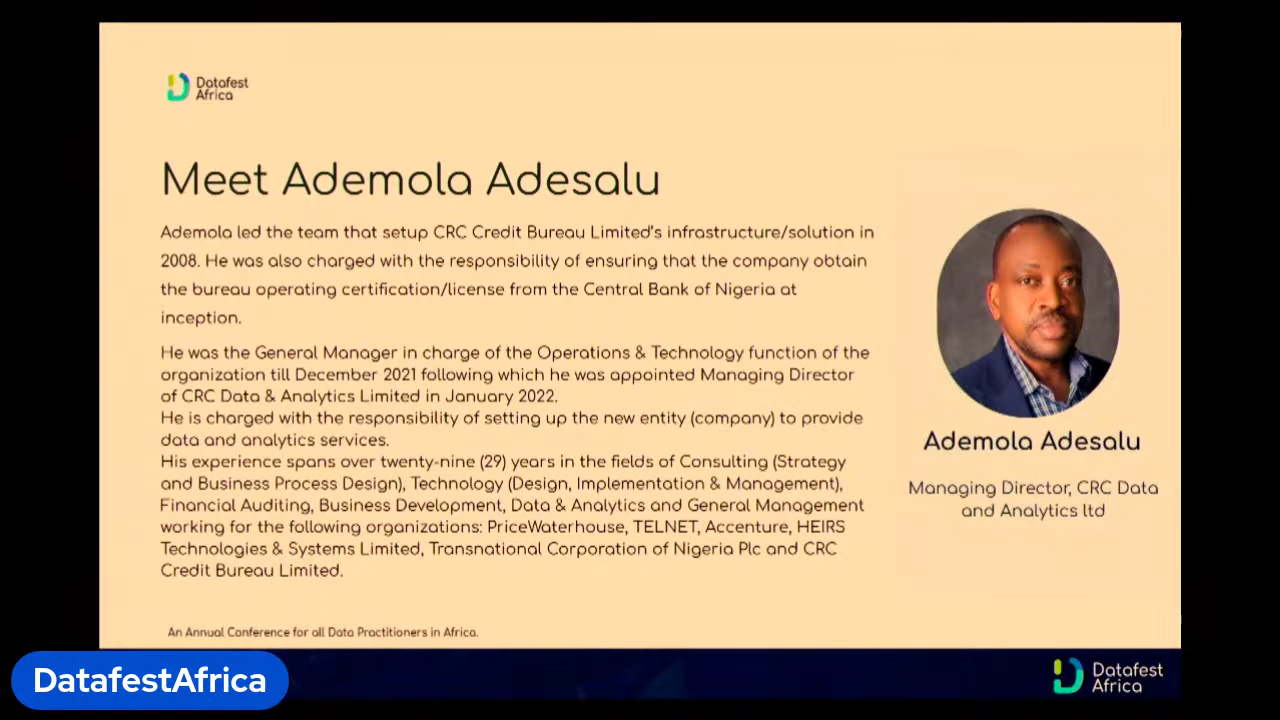 Datafest
Africa
Meet Ademola Adesalu
Ademola led the team that setup CRC Credit Bureau Limited's infrastructure/solution in
2008. He was also charged with the responsibility of ensuring that the company obtain
the bureau operating certification/license from the Central Bank of Nigeria at
inception.
He was the General Manager in charge of the Operations & Technology function of the
organization till December 2021 following which he was appointed Managing Director
of CRC Data & Analytics Limited in January 2022.
He is charged with the responsibility of setting up the new entity (company) to provide
data and analytics services.
His experience spans over twenty-nine (29) years in the fields of Consulting (Strategy
and Business Process Design), Technology (Design, Implementation & Management),
Financial Auditing, Business Development, Data & Analytics and General Management
working for the following organizations: PriceWaterhouse, TELNET, Accenture, HEIRS
Technologies & Systems Limited, Transnational Corporation of Nigeria Plc and CRC
Credit Bureau Limited.
Ademola Adesalu
Managing Director, CRC Data
and Analytics ltd
An Annual Conference for all Data Practitioners in Africa.
DatafestAfrica
Datafest
Africa